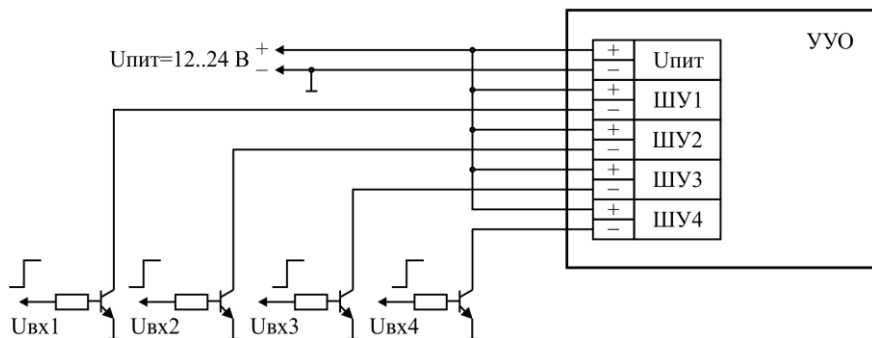 УУО
Uпит=12..24 В
+
−
+
−
Uпит
+
−
ШУ1
+
−
ШУ2
+
−
ШУ3
+
−
ШУ4
Uвх1
Uвх2
Uвх3
Uвх4